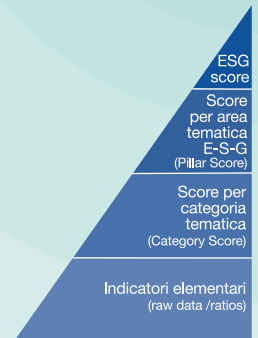 ESG
score
Score
per area
tematica
E-S-G
(Pillar Score)
Score per
categoria
tematica
(Category Score)
Indicatori elementari
(raw data /ratios)